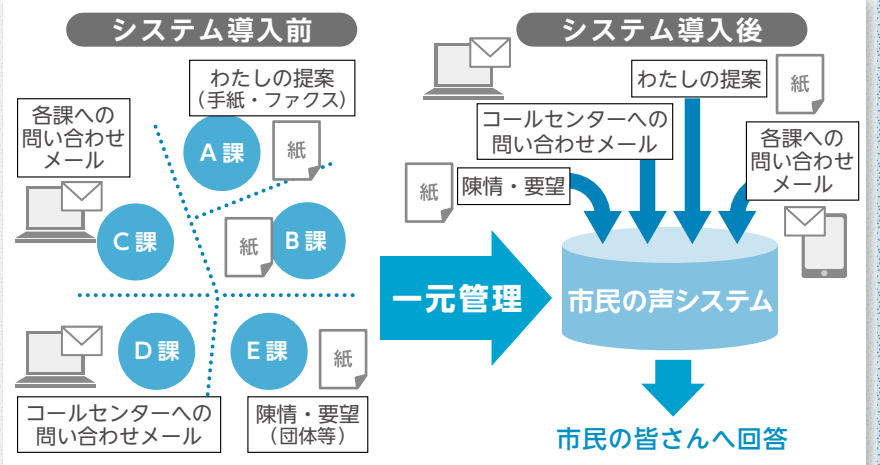 システム導入前
わたしの提案
（手紙・ファクス）
各課への
問い合わせ
メール
A課
紙
C課
紙
B課
D課
E課
紙
コールセンターへの
問い合わせメール
陳情・要望
（団体等）
一元管理
システム導入後
わたしの提案
紙
コールセンターへの
問い合わせメール
各課への
問い合わせ
メール
紙
陳情・要望
市民の声システム
市民の皆さんへ回答